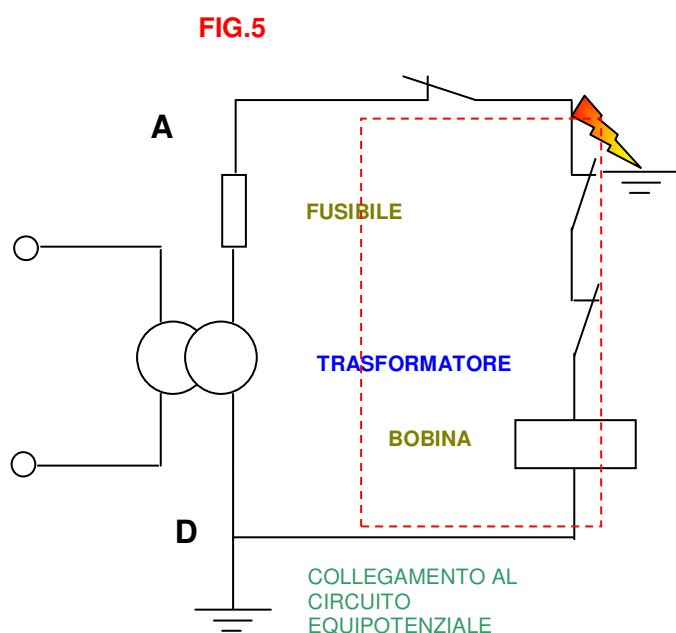 FIG.5
A
FUSIBILE
TRASFORMATORE
BOBINA
D
COLLEGAMENTO AL
CIRCUITO
EQUIPOTENZIALE